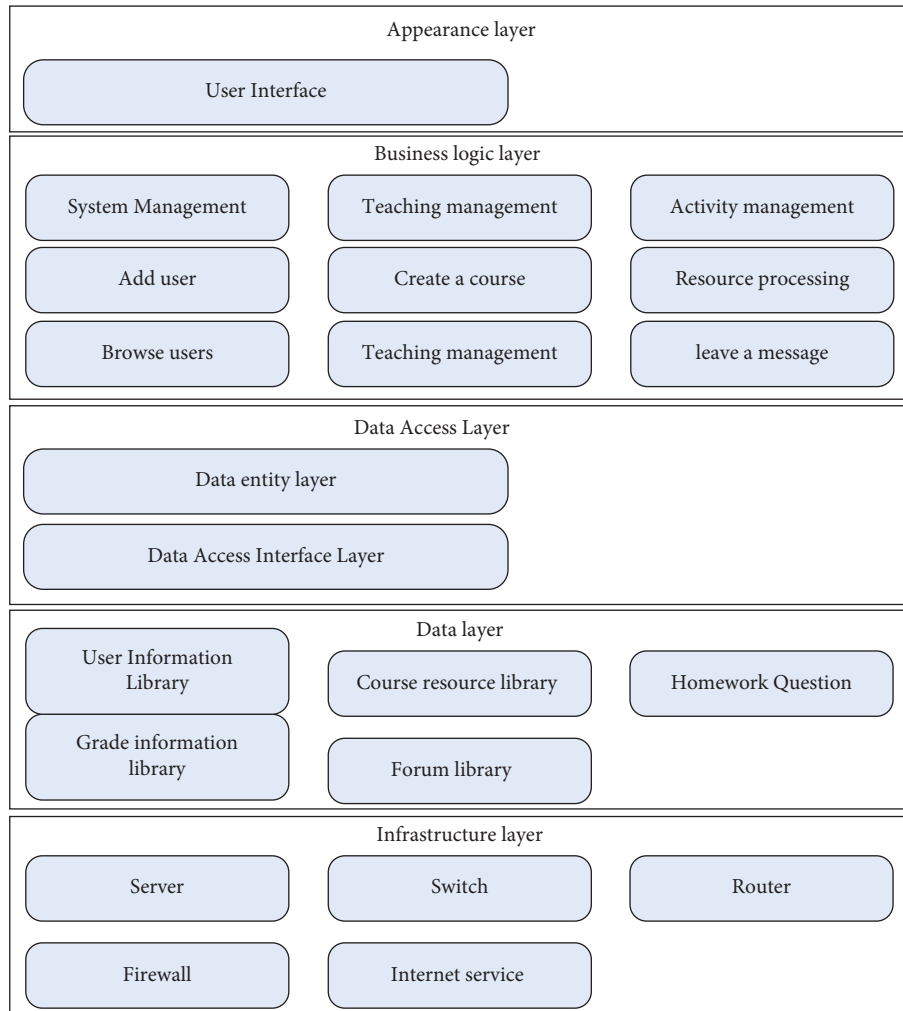 Appearance layer
User Interface
Business logic layer
System Management
Teaching management
Activity management
Add user
Create a course
Resource processing
Browse users
Teaching management
leave a message
Data Access Layer
Data entity layer
Data Access Interface Layer
Data layer
User Information
Library
Course resource library
Homework Question
Grade information
library
Forum library
Infrastructure layer
Server
Switch
Router
Firewall
Internet service